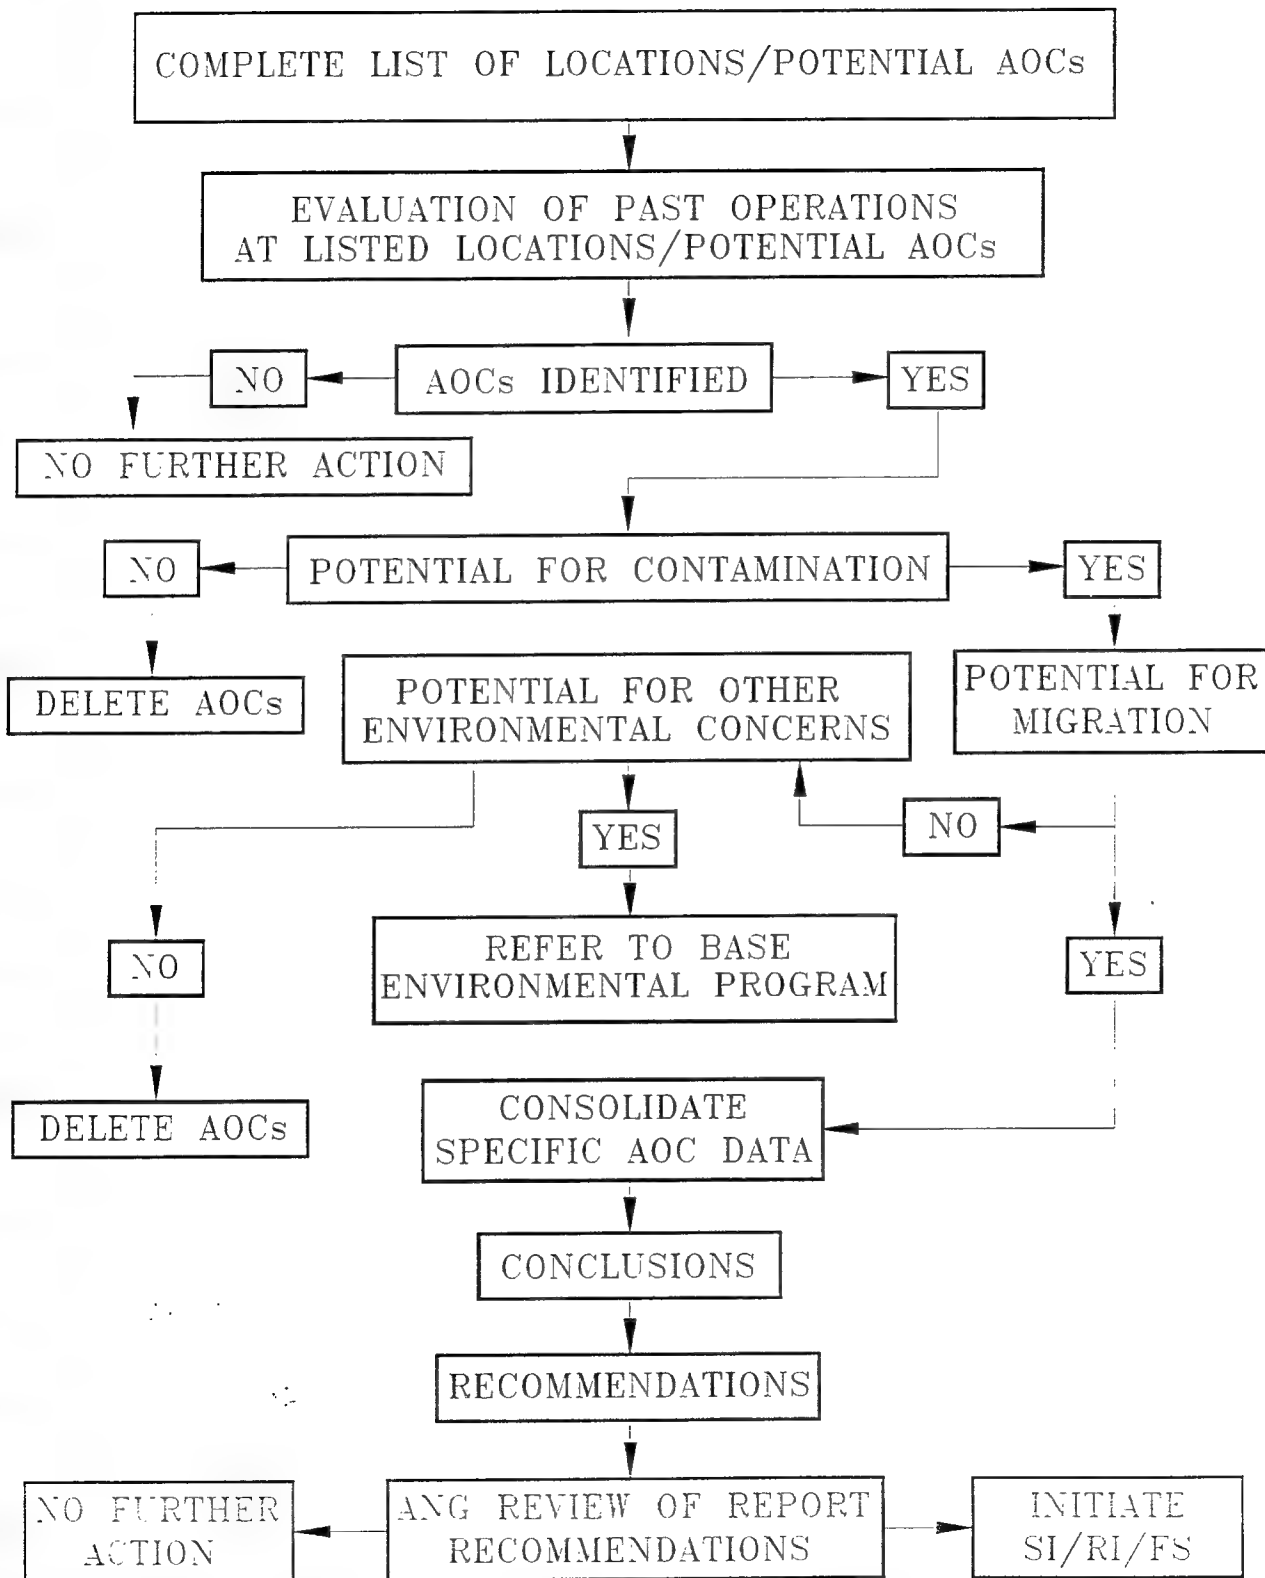 COMPLETE LIST OF LOCATIONS/POTENTIAL AOCs
EVALUATION OF PAST OPERATIONS
AT LISTED LOCATIONS/POTENTIAL AOCs
NO
AOCs IDENTIFIED
YES
NO FURTHER ACTION
NO
POTENTIAL FOR CONTAMINATION
YES
DELETE AOCs
POTENTIAL FOR OTHER
ENVIRONMENTAL CONCERNS
POTENTIAL FOR
MIGRATION
YES
NO
NO
REFER TO BASE
ENVIRONMENTAL PROGRAM
YES
DELETE AOCs
CONSOLIDATE
SPECIFIC AOC DATA
CONCLUSIONS
RECOMMENDATIONS
NO FURTHER
ACTION
ANG REVIEW OF REPORT
RECOMMENDATIONS
INITIATE
SI/RI/FS